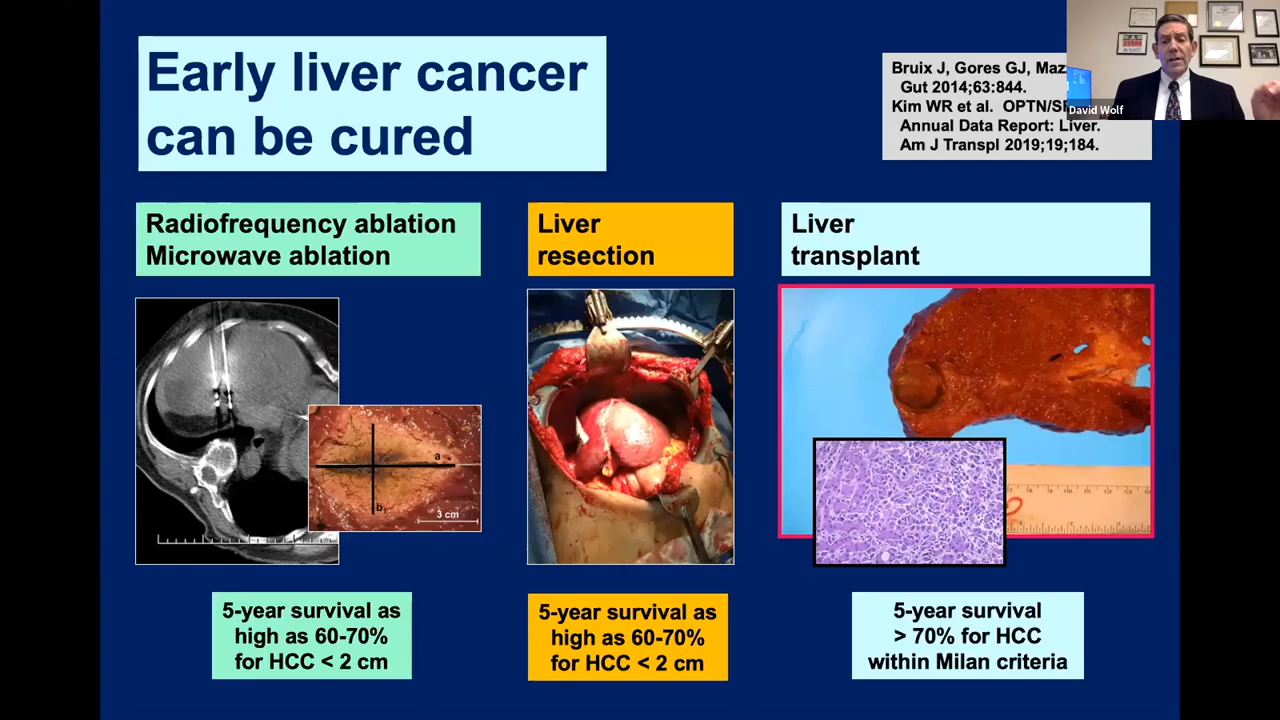 Early liver cancer
can be cured
Bruix J, Gores GJ,
Gut 2014;63:844.
Kim WR et al. OPTN/
Annual Data Report: Liver.
Am J Transpl 2019;19;184.
David Wolf
Radiofrequency ablation
Microwave ablation
Liver
resection
Liver
transplant
a
b
3 cm
5-year survival as
high as 60-70%
for HCC < 2 cm
5-year survival as
high as 60-70%
for HCC < 2 cm
5-year survival
> 70% for HCC
within Milan criteria